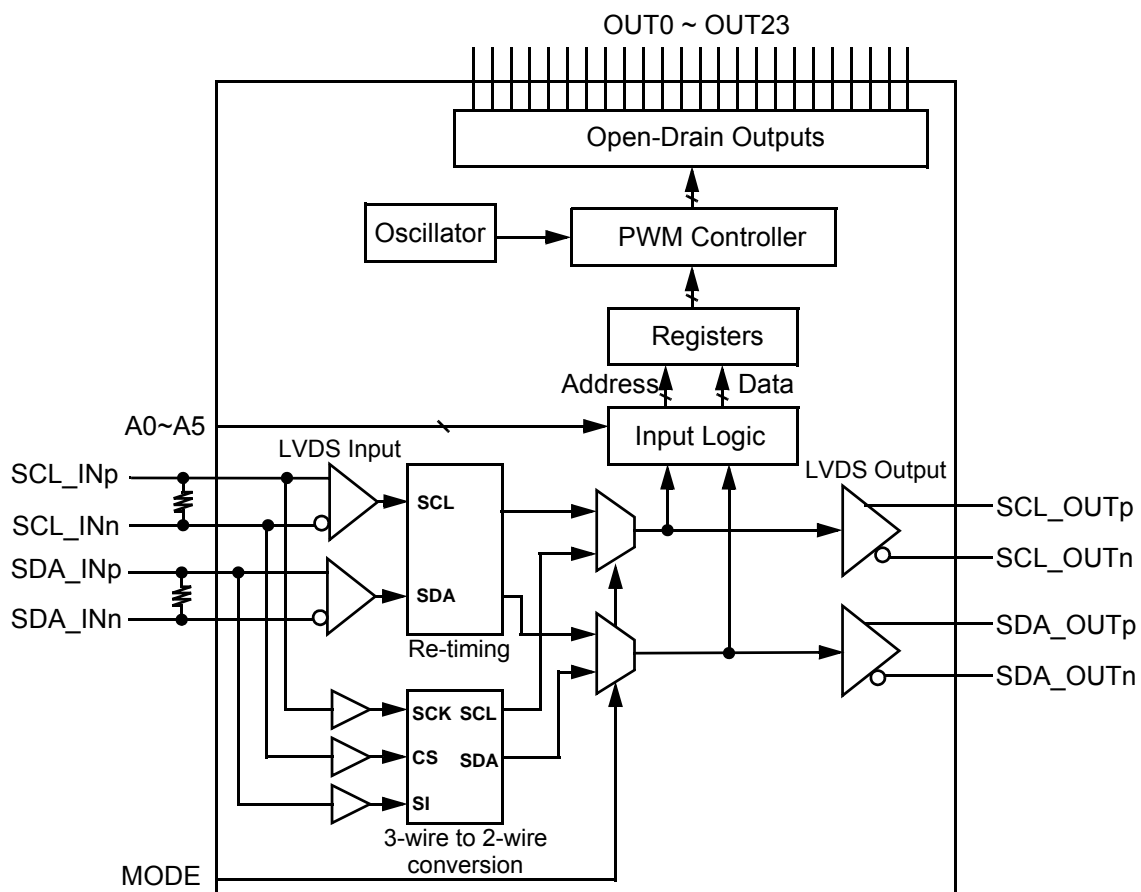 OUT0 ~ OUT23
Open-Drain Outputs
Oscillator
PWM Controller
Registers
Address
Data
A0~A5
Input Logic
LVDS Input
LVDS Output
SCL_INp
SCL_INn
SDA_INp
SDA_INn
SCL
SDA
Re-timing
SCL_OUTp
SCL_OUTn
SDA_OUTp
SDA_OUTn
SCK SCL
CS SDA
SI
3-wire to 2-wire
conversion
MODE